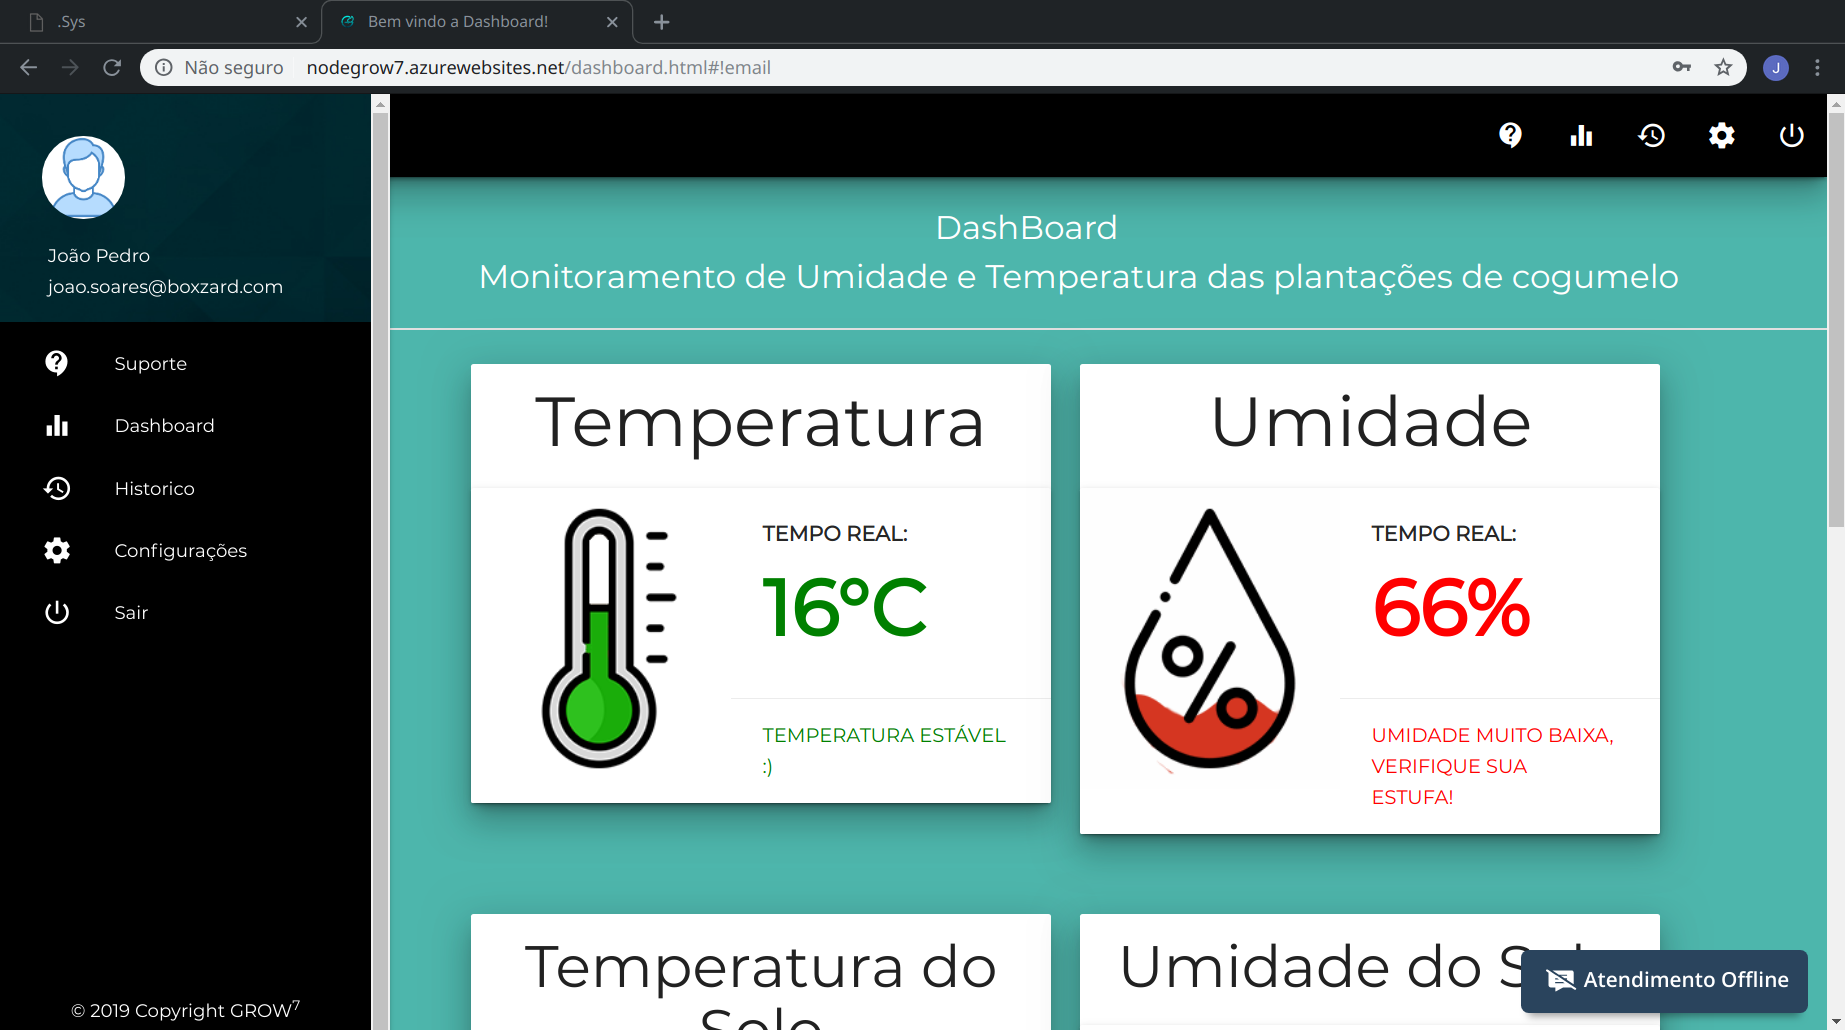 .Sys
Bem vindo a Dashboard!
Não seguro
nodegrow7.azurewebsites.net/dashboard.html#!email
J
João Pedro
joao.soares@boxzard.com
Suporte
Dashboard
Historico
Configurações
Sair
© 2019 Copyright GROW7
DashBoard
Monitoramento de Umidade e Temperatura das plantações de cogumelo
Temperatura
TEMPO REAL:
16°C
TEMPERATURA ESTÁVEL
:)
Umidade
%
TEMPO REAL:
66%
UMIDADE MUITO BAIXA,
VERIFIQUE SUA
ESTUFA!
Temperatura do
Solo
Umidade do
Atendimento Offline